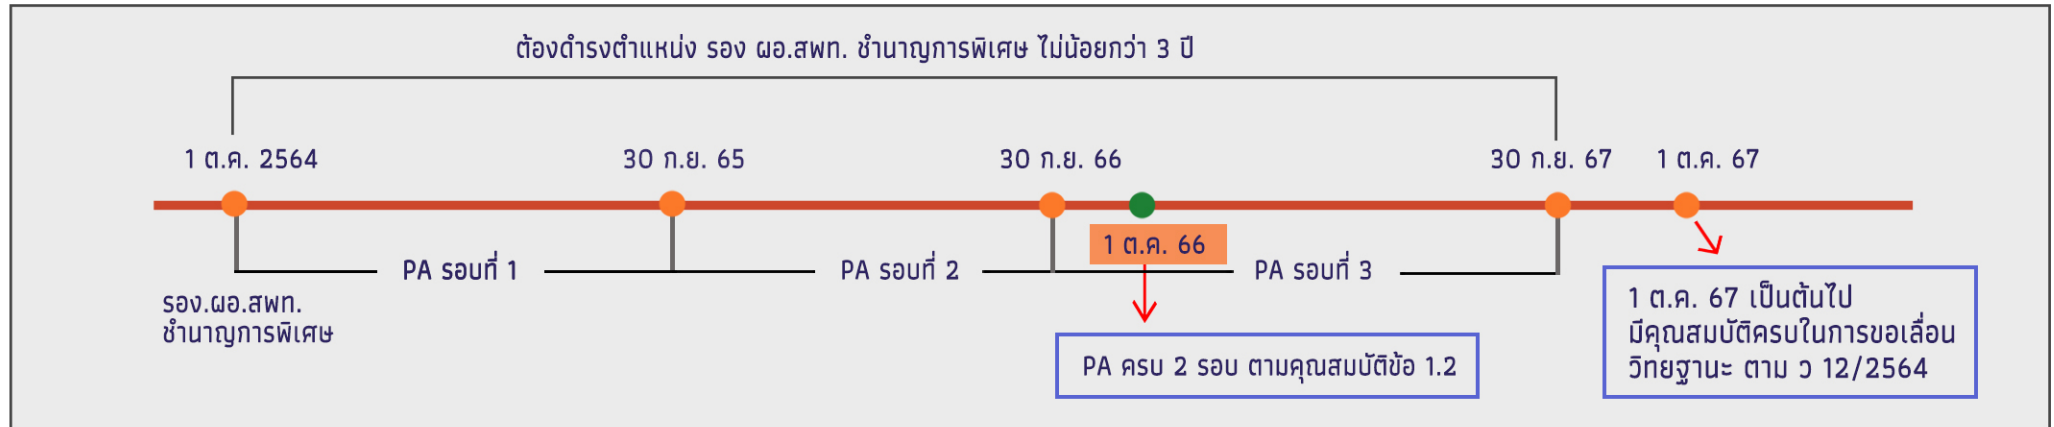 ต้องดำรงตำแหน่ง รอง ผอ.สพท. ชำนาญการพิเศษ ไม่น้อยกว่า 3 ปี
1 ต.ค. 2564
30 ก.ย. 65
30 ก.ย. 66
30 ก.ย. 67
1 ต.ค. 67
1 ต.ค. 66
PA รอบที่ 1
PA รอบที่ 2
PA รอบที่ 3
รอง.ผอ.สพท.
ชำนาญการพิเศษ
PA ครบ 2 รอบ ตามคุณสมบัติข้อ 1.2
1 ต.ค. 67 เป็นต้นไป
มีคุณสมบัติครบในการขอเลื่อน
วิทยฐานะ ตาม ว 12/2564